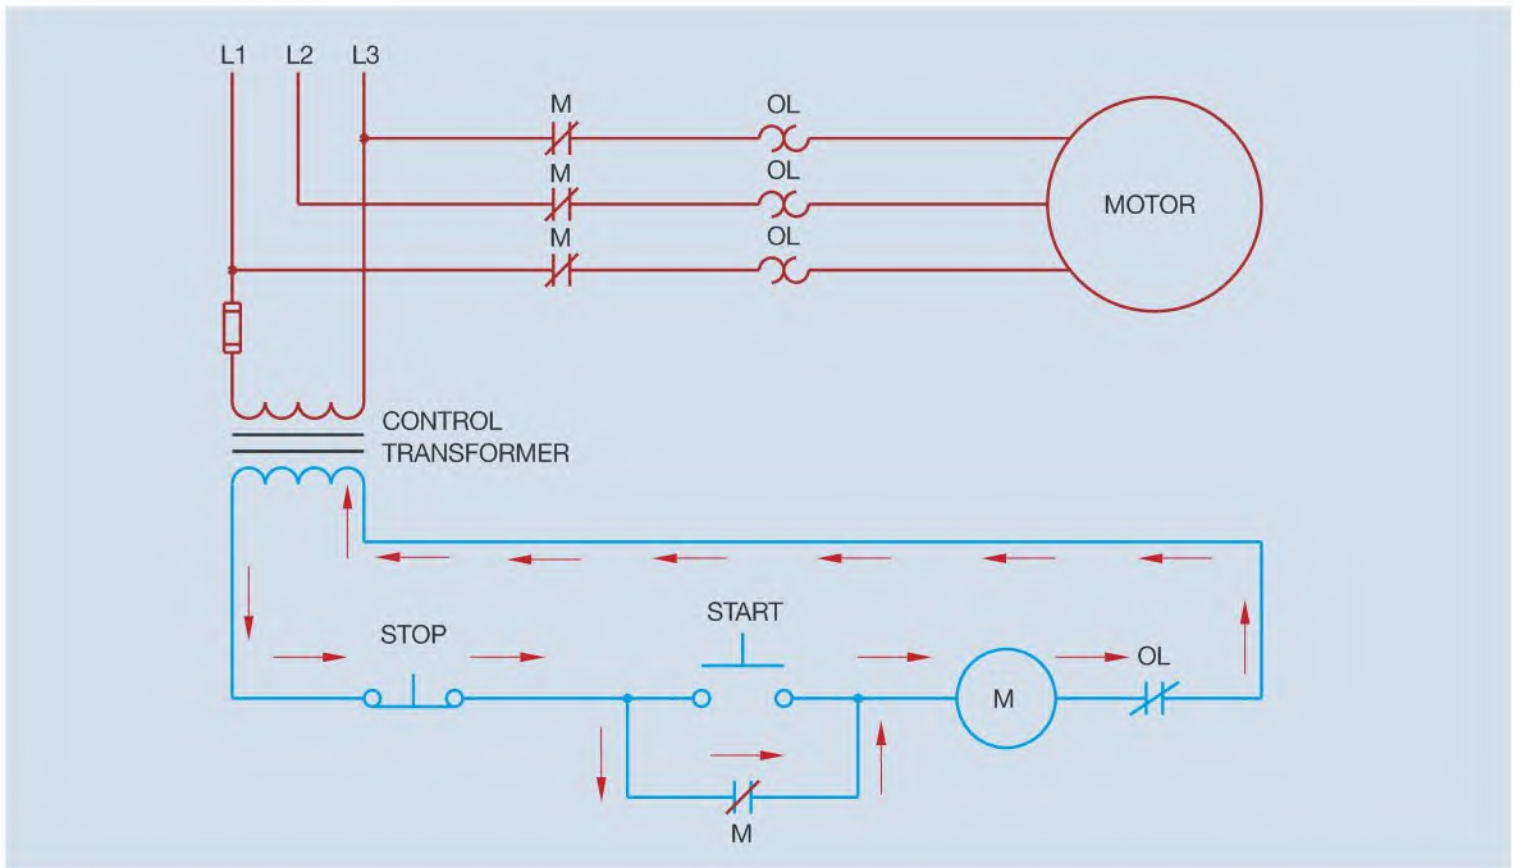 L1 L2 L3
M OL
M OL
MOTOR
M OL
CONTROL
TRANSFORMER
START
STOP
OL
M
M